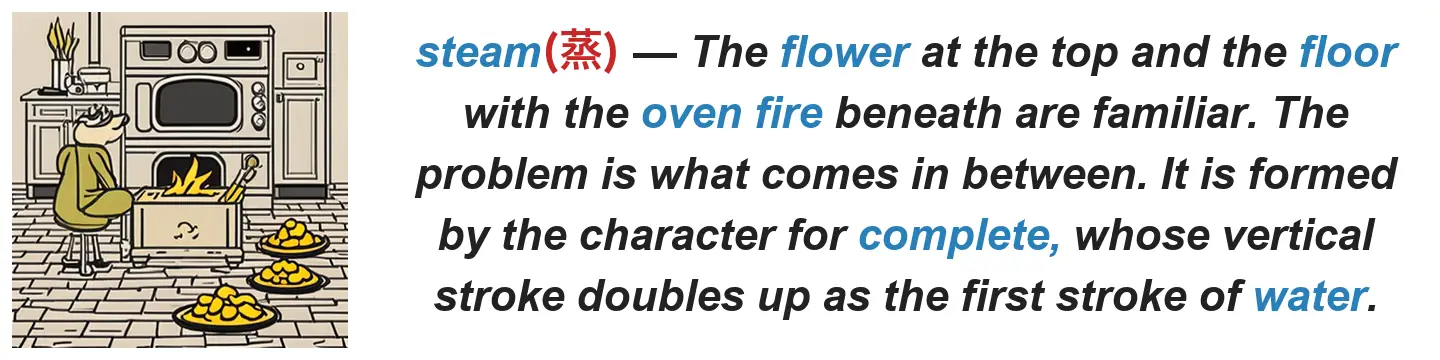 steam(蒸) — The flower at the top and the floor
with the oven fire beneath are familiar. The
problem is what comes in between. It is formed
by the character for complete, whose vertical
stroke doubles up as the first stroke of water.